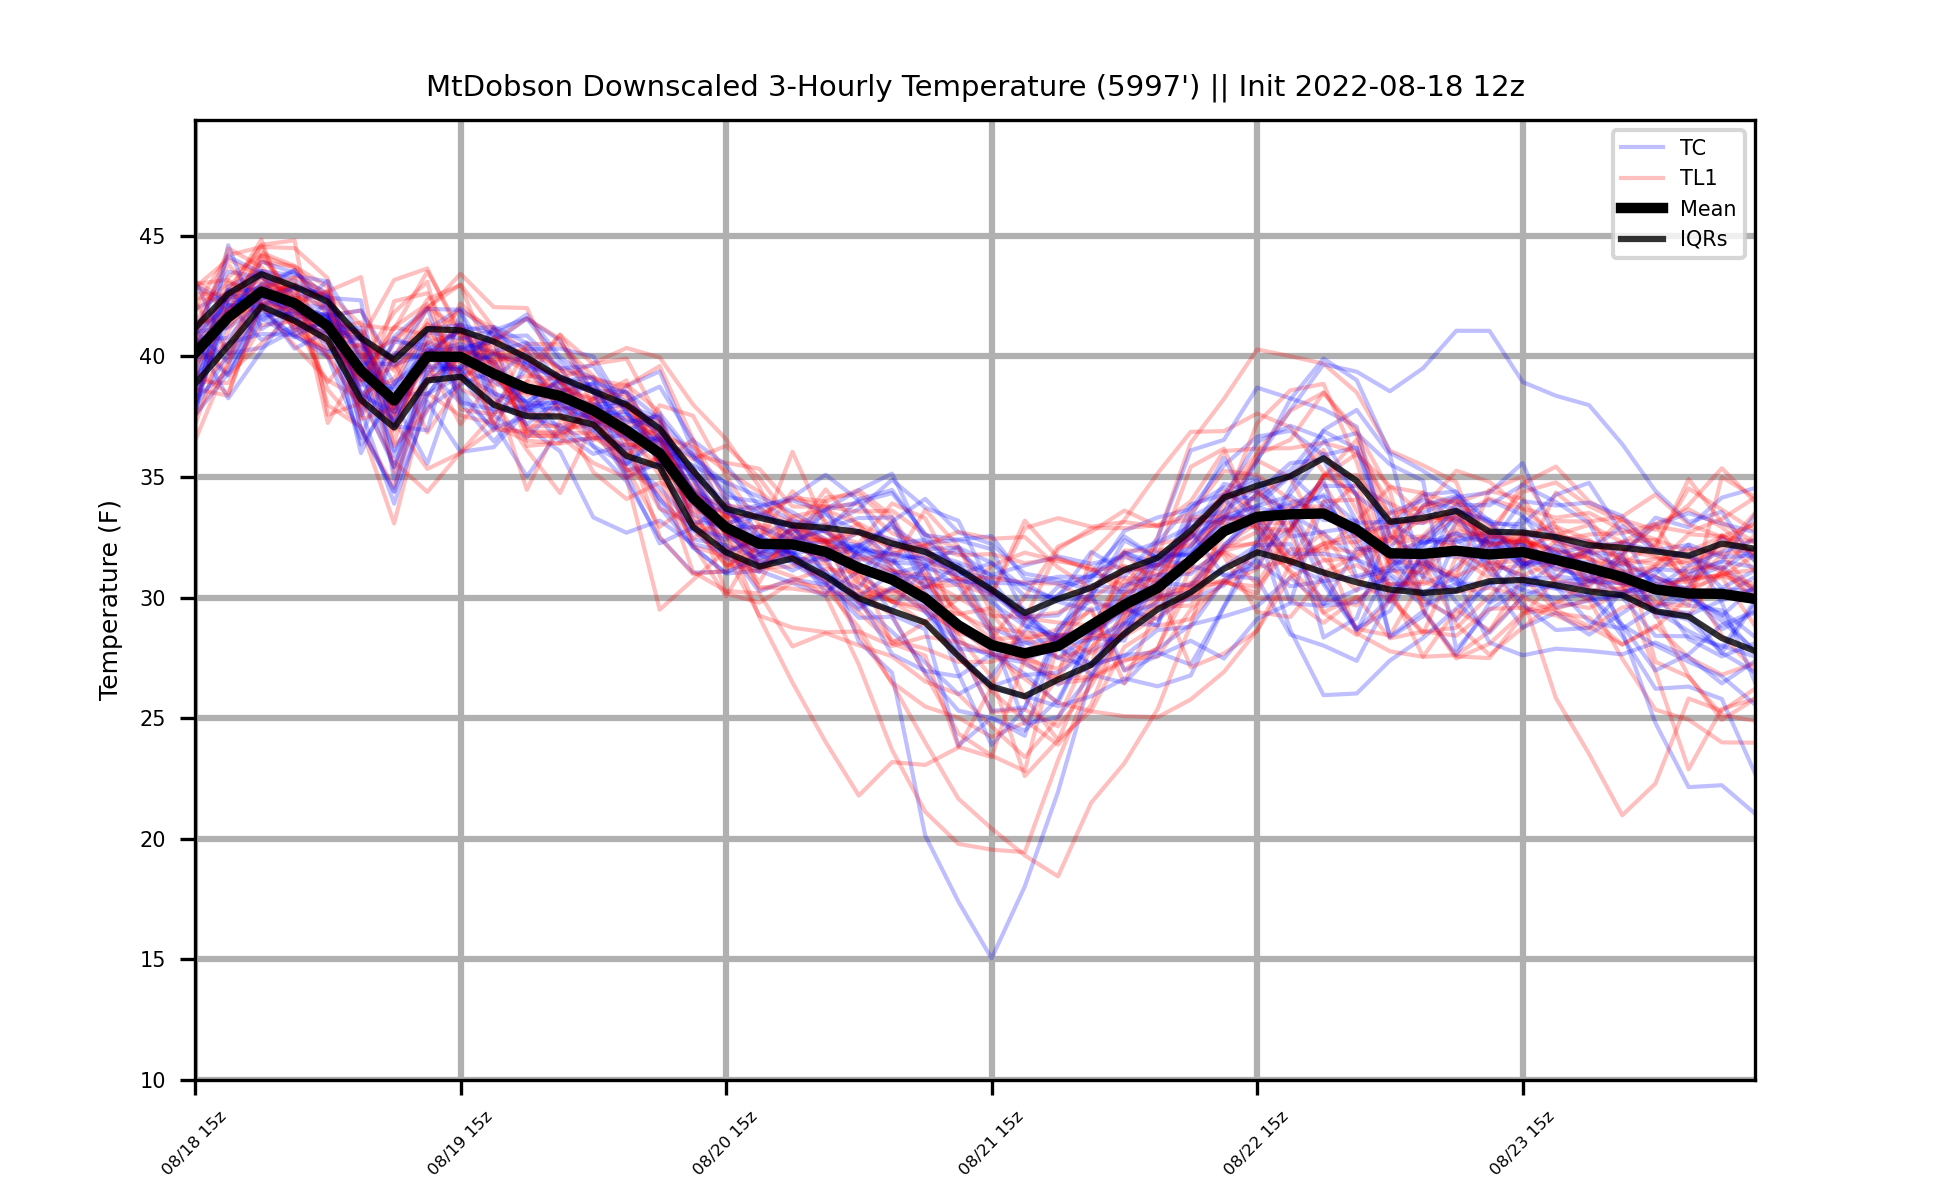 MtDobson Downscaled 3-Hourly Temperature (5997') || Init 2022-08-18 12z
TC
TL1
Mean
IQRs
Temperature (F)
45
40
35
30
25
20
15
10
08/18 15z
08/19 15z
08/20 15z
08/21 15z
08/22 15z
08/23 15z